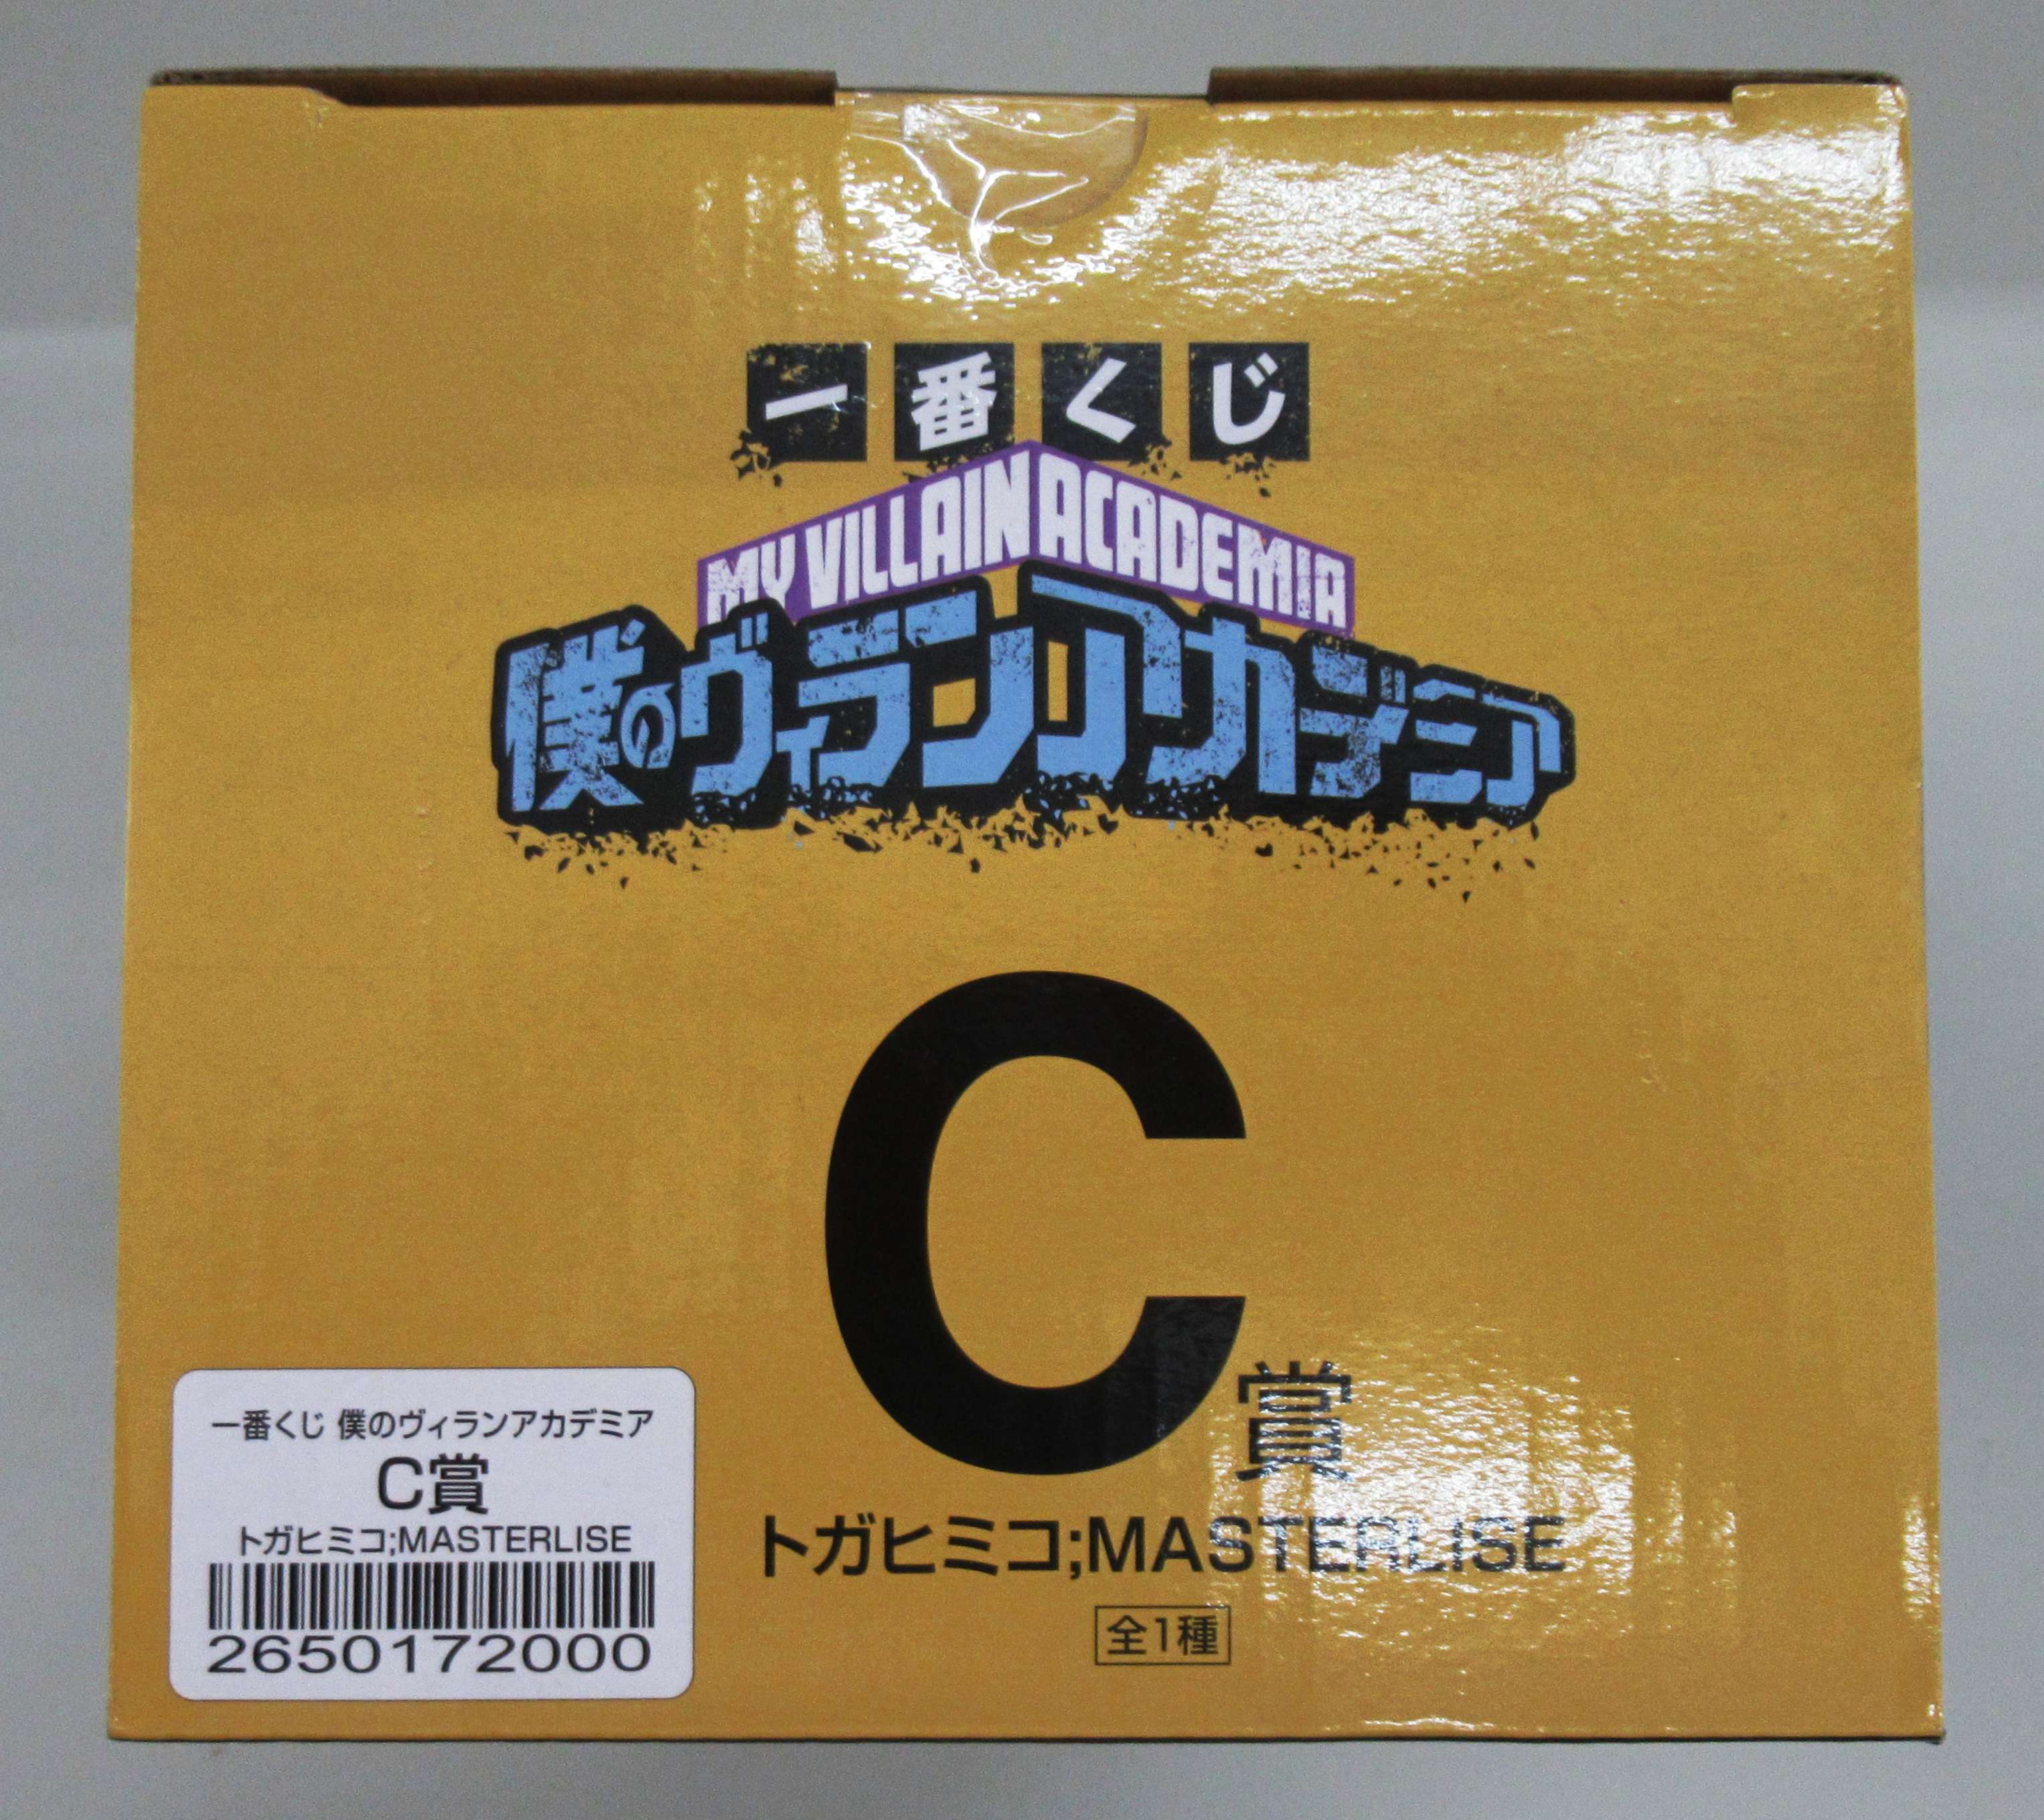 一番くじ
MY VILLAIN ACADEMIA
僕のヴィランアカデミア
C賞
トガヒミコ;MASTERLISE
全1種
一番くじ 僕のヴィランアカデミア
C賞
トガヒミコ;MASTERLISE
2650172000